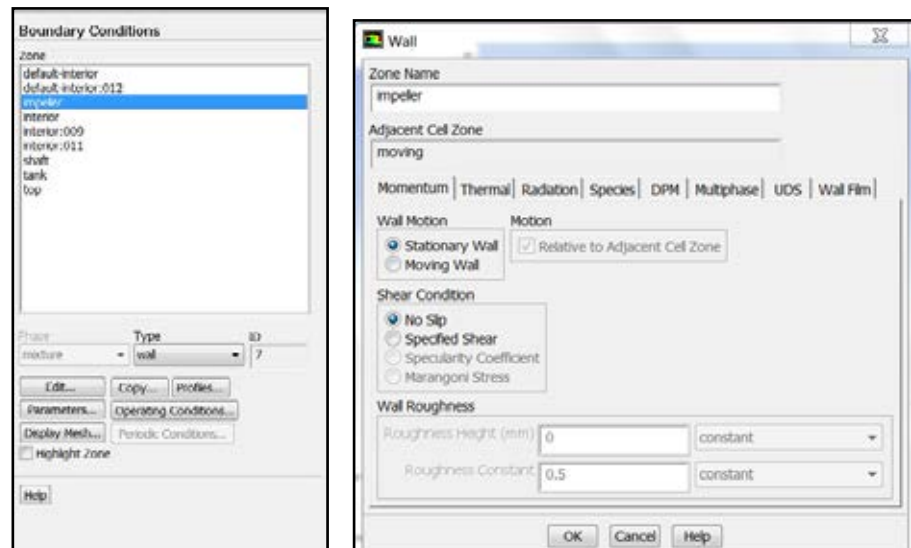 Boundary Conditions
Zone
default-interior
default-interior:012
impeler
interior
interior:009
interior:011
shaft
tank
top
Phase Type ID
mixture wall 7
Edit... Copy... Profiles...
Parameters... Operating Conditions...
Display Mesh... Periodic Conditions...
Highlight Zone
Help
Wall
Zone Name
impeler
Adjacent Cell Zone
moving
Momentum Thermal Radiation Species DPM Multiphase UDS Wall Film
Wall Motion Motion
Stationary Wall Relative to Adjacent Cell Zone
Moving Wall
Shear Condition
No Slip
Specified Shear
Specularity Coefficient
Marangoni Stress
Wall Roughness
Roughness Height (mm) 0 constant
Roughness Constant 0.5 constant
OK Cancel Help